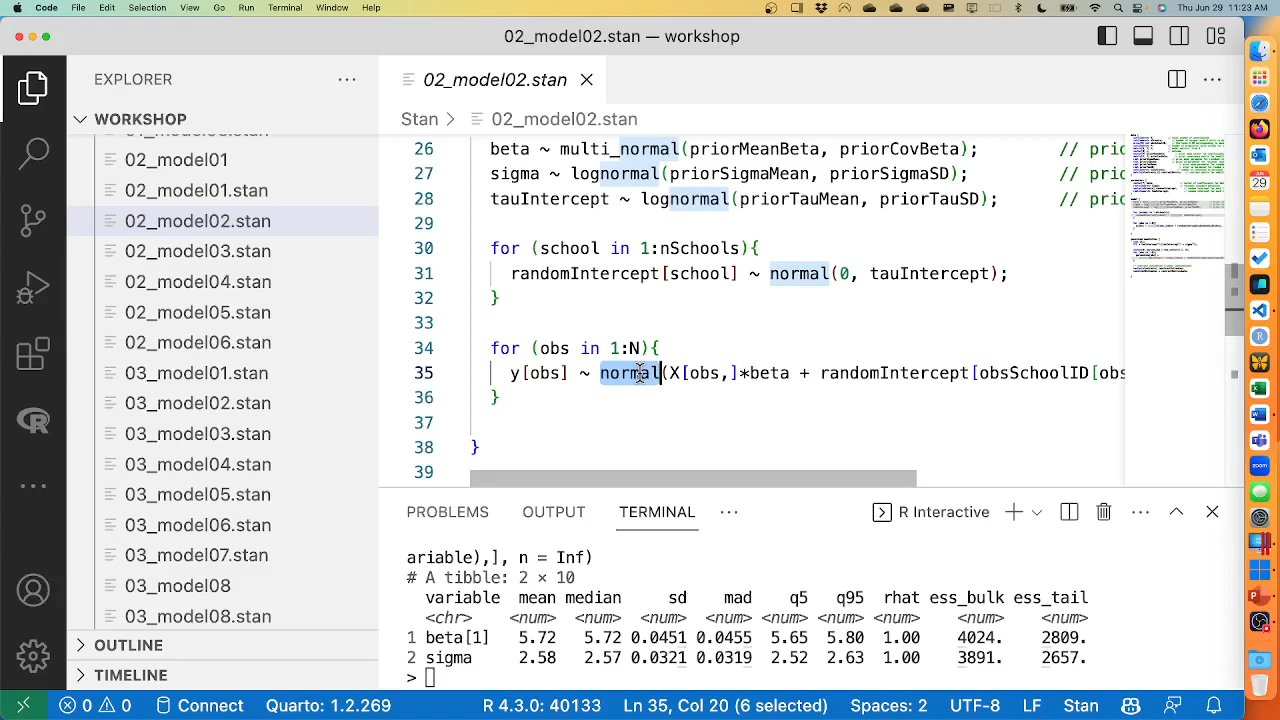 Code File Edit Selection View Go Run Terminal Window Help Thu Jun 29 11:23 AM
02_model02.stan — workshop
EXPLORER
WORKSHOP
02_model01
02_model01.stan
02_model02.stan
02_model03.stan
02_model04.stan
02_model05.stan
02_model06.stan
03_model01.stan
03_model02.stan
03_model03.stan
03_model04.stan
03_model05.stan
03_model06.stan
03_model07.stan
03_model08
03_model08.stan
OUTLINE
TIMELINE
02_model02.stan
Stan > 02_model02.stan
26 beta ~ multi_normal(priorMeanBeta, priorCovBeta); // prio
27 sigma ~ lognormal(priorSigmaMean, priorSigmaSD); // prio
28 tauIntercept ~ lognormal(priorTauMean, priorTauSD); // prio
29
30 for (school in 1:nSchools){
31 randomIntercept[school] ~ normal(0, tauIntercept);
32 }
33
34 for (obs in 1:N){
35 y[obs] ~ normal(X[obs,]*beta + randomIntercept[obsSchoolID[obs
36 }
37
38 }
39
PROBLEMS OUTPUT TERMINAL R Interactive
ariable),], n = Inf)
# A tibble: 2 × 10
variable mean median sd mad q5 q95 rhat ess_bulk ess_tail
<chr> <num> <num> <num> <num> <num> <num> <num> <num> <num>
1 beta[1] 5.72 5.72 0.0451 0.0455 5.65 5.80 1.00 4024. 2809.
2 sigma 2.58 2.57 0.0321 0.0319 2.52 2.63 1.00 3891. 2657.
>
0 0 Connect Quarto: 1.2.269 R 4.3.0: 40133 Ln 35, Col 20 (6 selected) Spaces: 2 UTF-8 LF Stan